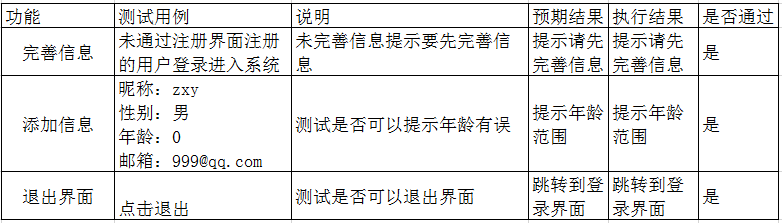 功能 测试用例 说明 预期结果 执行结果 是否通过
完善信息 未通过注册界面注册的用户登录进入系统 未完善信息提示要先完善信息 提示请先完善信息 提示请先完善信息 是
添加信息 昵称：zxy 性别：男 年龄：0 邮箱：999@qq.com 测试是否可以提示年龄有误 提示年龄范围 提示年龄范围 是
退出界面 点击退出 测试是否可以退出界面 跳转到登录界面 跳转到登录界面 是